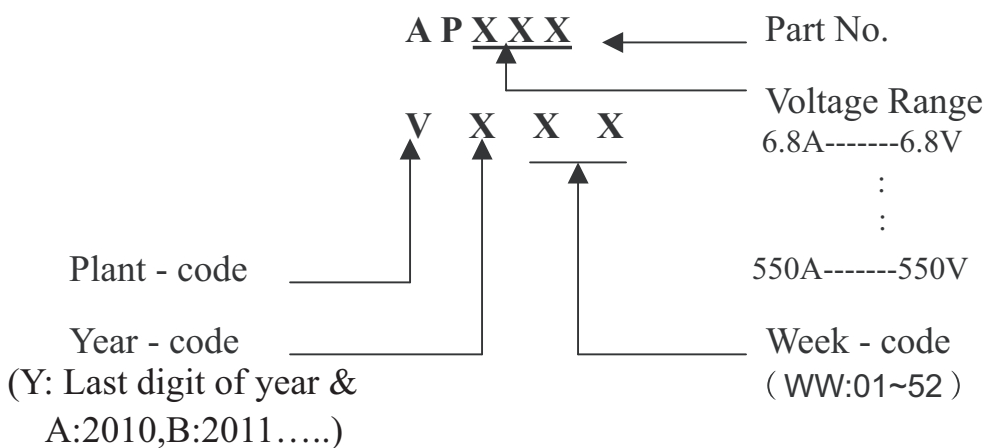 A P X X X
Part No.
Voltage Range
6.8A-------6.8V
:
:
550A-------550V
V X X X
Plant - code
Year - code
(Y: Last digit of year &
A:2010,B:2011…..)
Week - code
（WW:01~52）